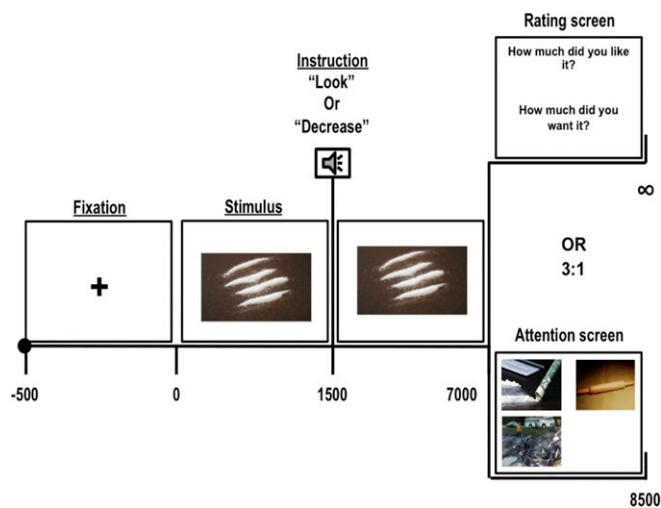 Rating screen
How much did you like
it?
How much did you
want it?
Instruction
“Look”
Or
“Decrease”
∞
Fixation
Stimulus
+
OR
3:1
Attention screen
-500
0
1500
7000
8500